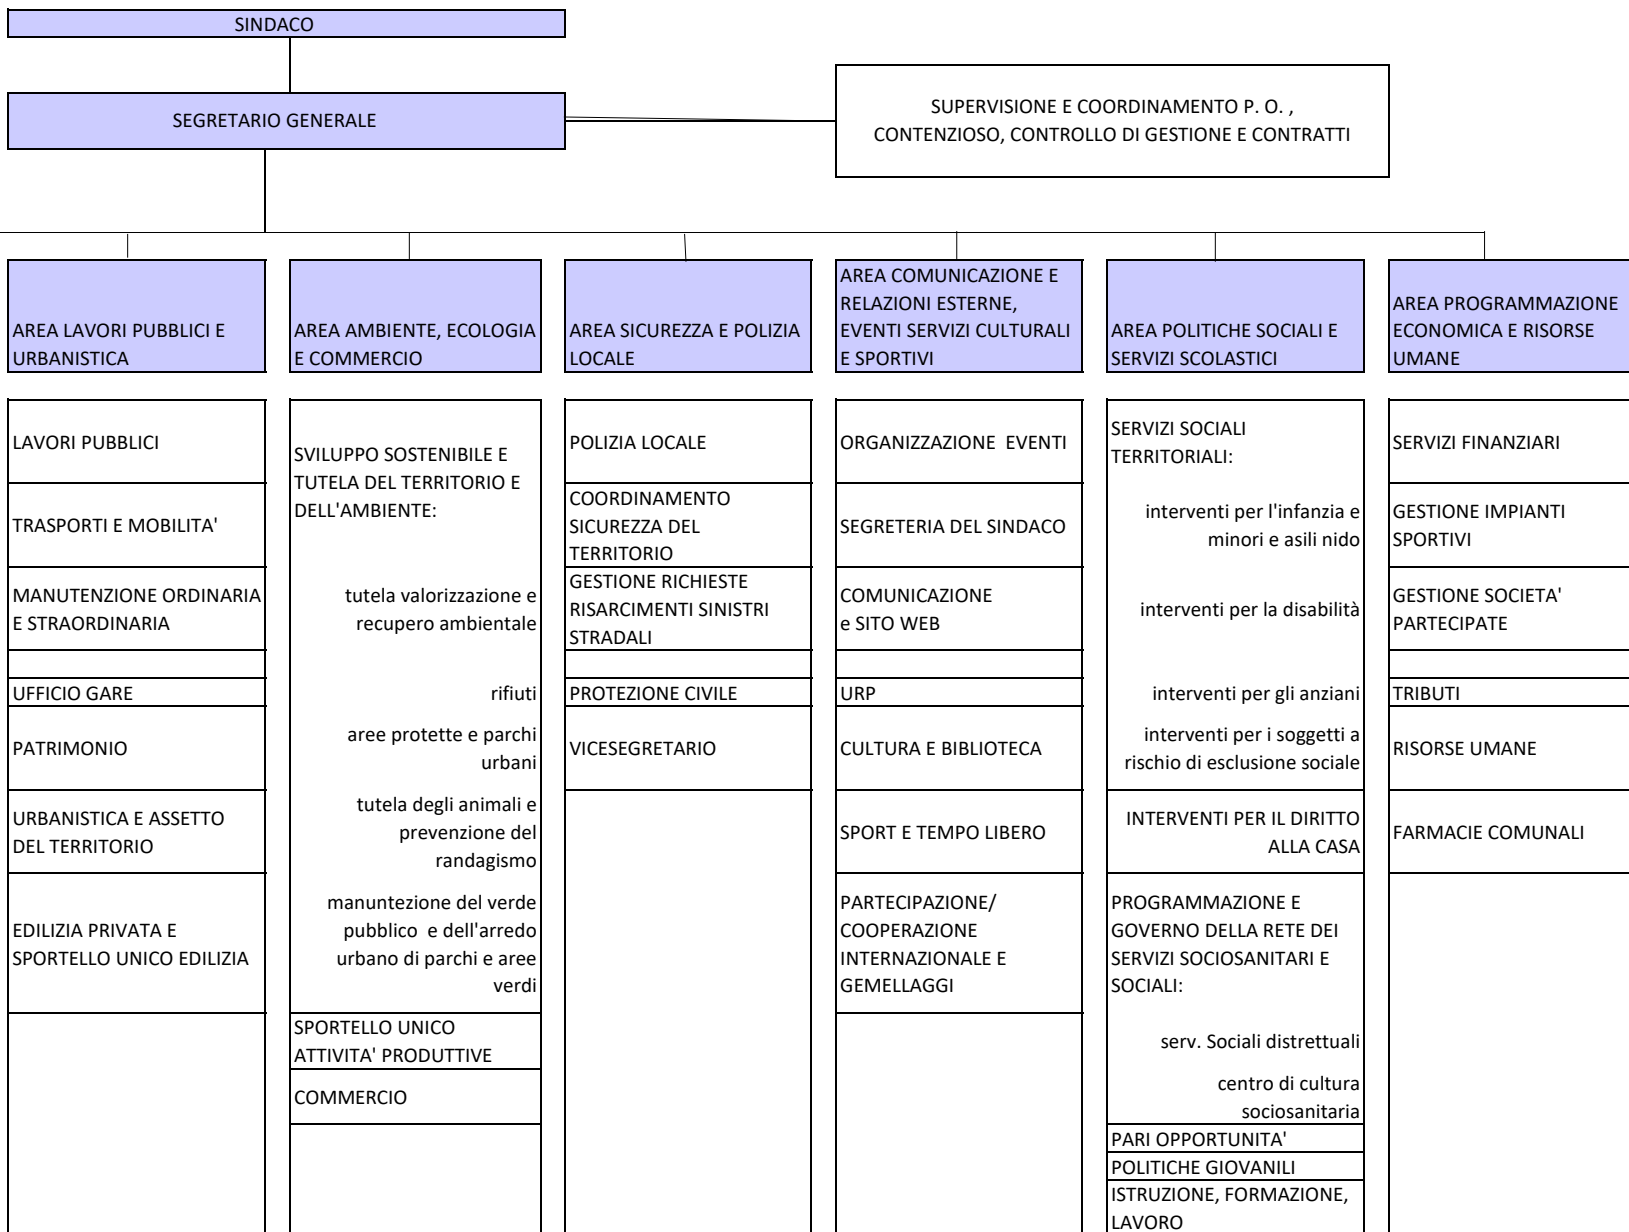 SINDACO
SEGRETARIO GENERALE
SUPERVISIONE E COORDINAMENTO P. O. ,
CONTENZIOSO, CONTROLLO DI GESTIONE E CONTRATTI
AREA LAVORI PUBBLICI E
URBANISTICA
LAVORI PUBBLICI
TRASPORTI E MOBILITA'
MANUTENZIONE ORDINARIA
E STRAORDINARIA
UFFICIO GARE
PATRIMONIO
URBANISTICA E ASSETTO
DEL TERRITORIO
EDILIZIA PRIVATA E
SPORTELLO UNICO EDILIZIA
AREA AMBIENTE, ECOLOGIA
E COMMERCIO
SVILUPPO SOSTENIBILE E
TUTELA DEL TERRITORIO E
DELL'AMBIENTE:
tutela valorizzazione e
recupero ambientale
rifiuti
aree protette e parchi
urbani
tutela degli animali e
prevenzione del
randagismo
manuntezione del verde
pubblico  e dell'arredo
urbano di parchi e aree
verdi
SPORTELLO UNICO
ATTIVITA' PRODUTTIVE
COMMERCIO
AREA SICUREZZA E POLIZIA
LOCALE
POLIZIA LOCALE
COORDINAMENTO
SICUREZZA DEL
TERRITORIO
GESTIONE RICHIESTE
RISARCIMENTI SINISTRI
STRADALI
PROTEZIONE CIVILE
VICESEGRETARIO
AREA COMUNICAZIONE E
RELAZIONI ESTERNE,
EVENTI SERVIZI CULTURALI
E SPORTIVI
ORGANIZZAZIONE  EVENTI
SEGRETERIA DEL SINDACO
COMUNICAZIONE
e SITO WEB
URP
CULTURA E BIBLIOTECA
SPORT E TEMPO LIBERO
PARTECIPAZIONE/
COOPERAZIONE
INTERNAZIONALE E
GEMELLAGGI
AREA POLITICHE SOCIALI E
SERVIZI SCOLASTICI
SERVIZI SOCIALI
TERRITORIALI:
interventi per l'infanzia e
minori e asili nido
interventi per la disabilità
interventi per gli anziani
interventi per i soggetti a
rischio di esclusione sociale
INTERVENTI PER IL DIRITTO
ALLA CASA
PROGRAMMAZIONE E
GOVERNO DELLA RETE DEI
SERVIZI SOCIOSANITARI E
SOCIALI:
serv. Sociali distrettuali
centro di cultura
sociosanitaria
PARI OPPORTUNITA'
POLITICHE GIOVANILI
ISTRUZIONE, FORMAZIONE,
LAVORO
AREA PROGRAMMAZIONE
ECONOMICA E RISORSE
UMANE
SERVIZI FINANZIARI
GESTIONE IMPIANTI
SPORTIVI
GESTIONE SOCIETA'
PARTECIPATE
TRIBUTI
RISORSE UMANE
FARMACIE COMUNALI